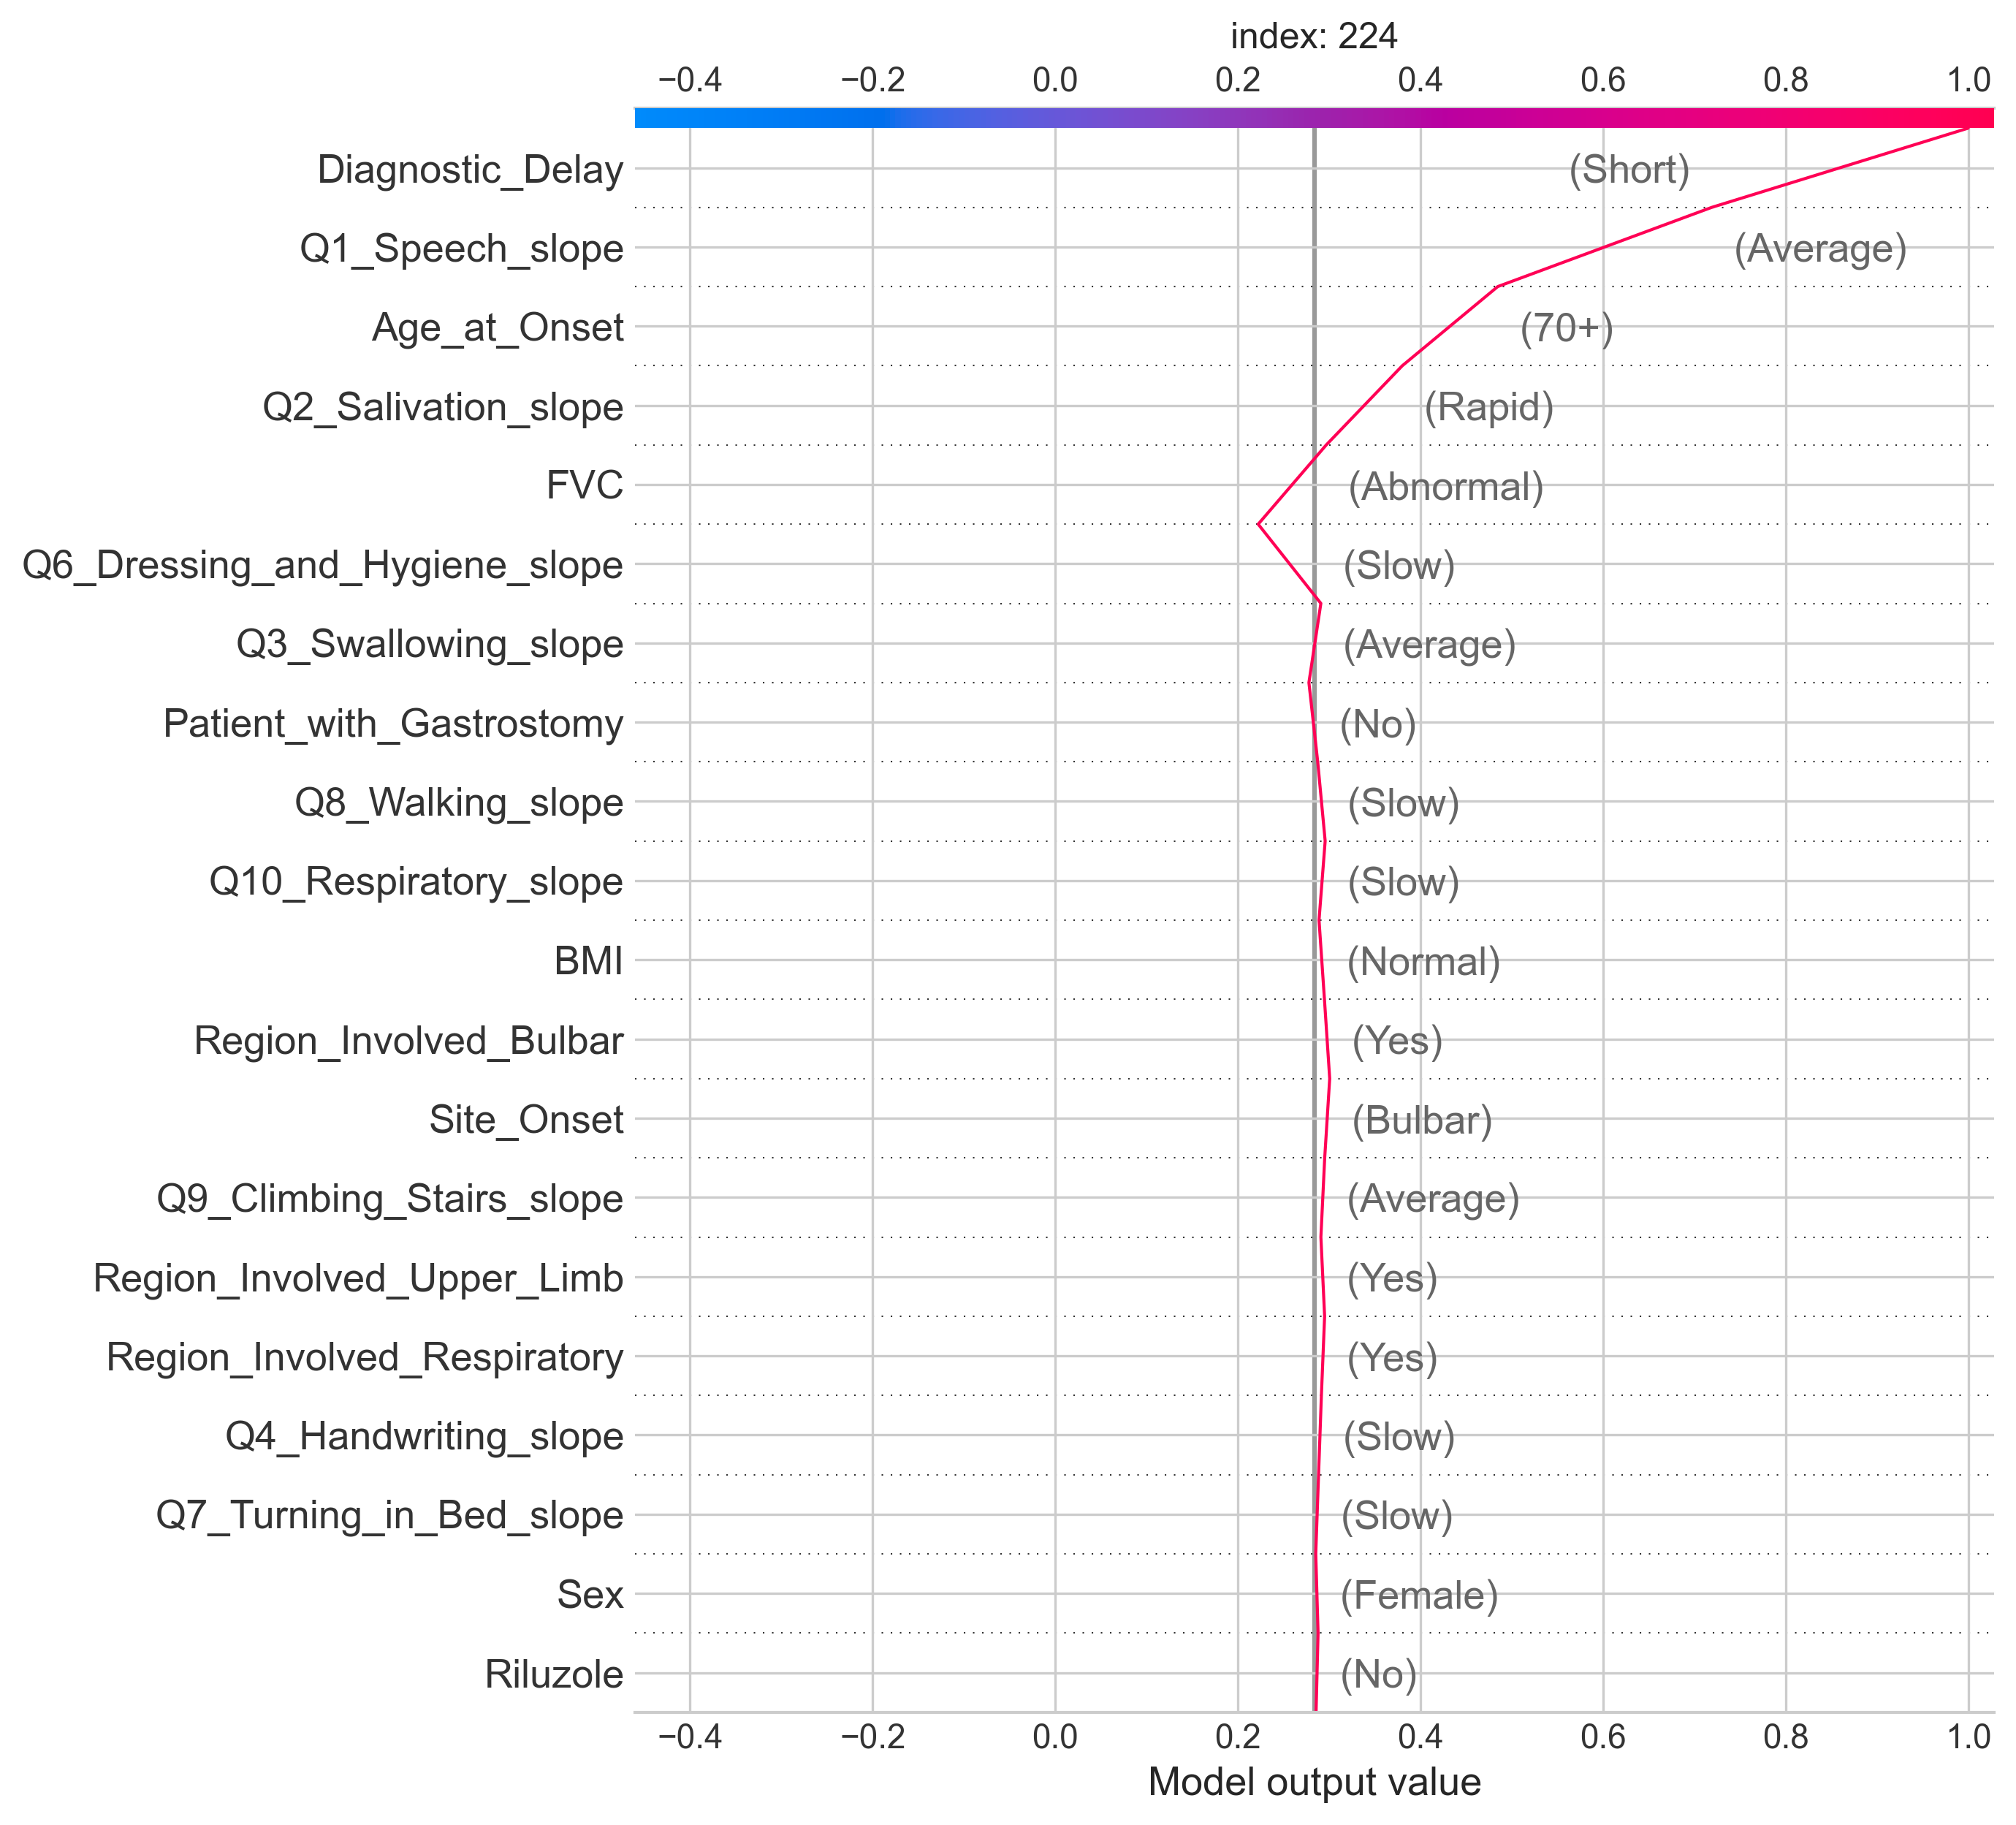 index: 224
−0.4 −0.2 0.0 0.2 0.4 0.6 0.8 1.0
Diagnostic_Delay (Short)
Q1_Speech_slope (Average)
Age_at_Onset (70+)
Q2_Salivation_slope (Rapid)
FVC (Abnormal)
Q6_Dressing_and_Hygiene_slope (Slow)
Q3_Swallowing_slope (Average)
Patient_with_Gastrostomy (No)
Q8_Walking_slope (Slow)
Q10_Respiratory_slope (Slow)
BMI (Normal)
Region_Involved_Bulbar (Yes)
Site_Onset (Bulbar)
Q9_Climbing_Stairs_slope (Average)
Region_Involved_Upper_Limb (Yes)
Region_Involved_Respiratory (Yes)
Q4_Handwriting_slope (Slow)
Q7_Turning_in_Bed_slope (Slow)
Sex (Female)
Riluzole (No)
−0.4 −0.2 0.0 0.2 0.4 0.6 0.8 1.0
Model output value